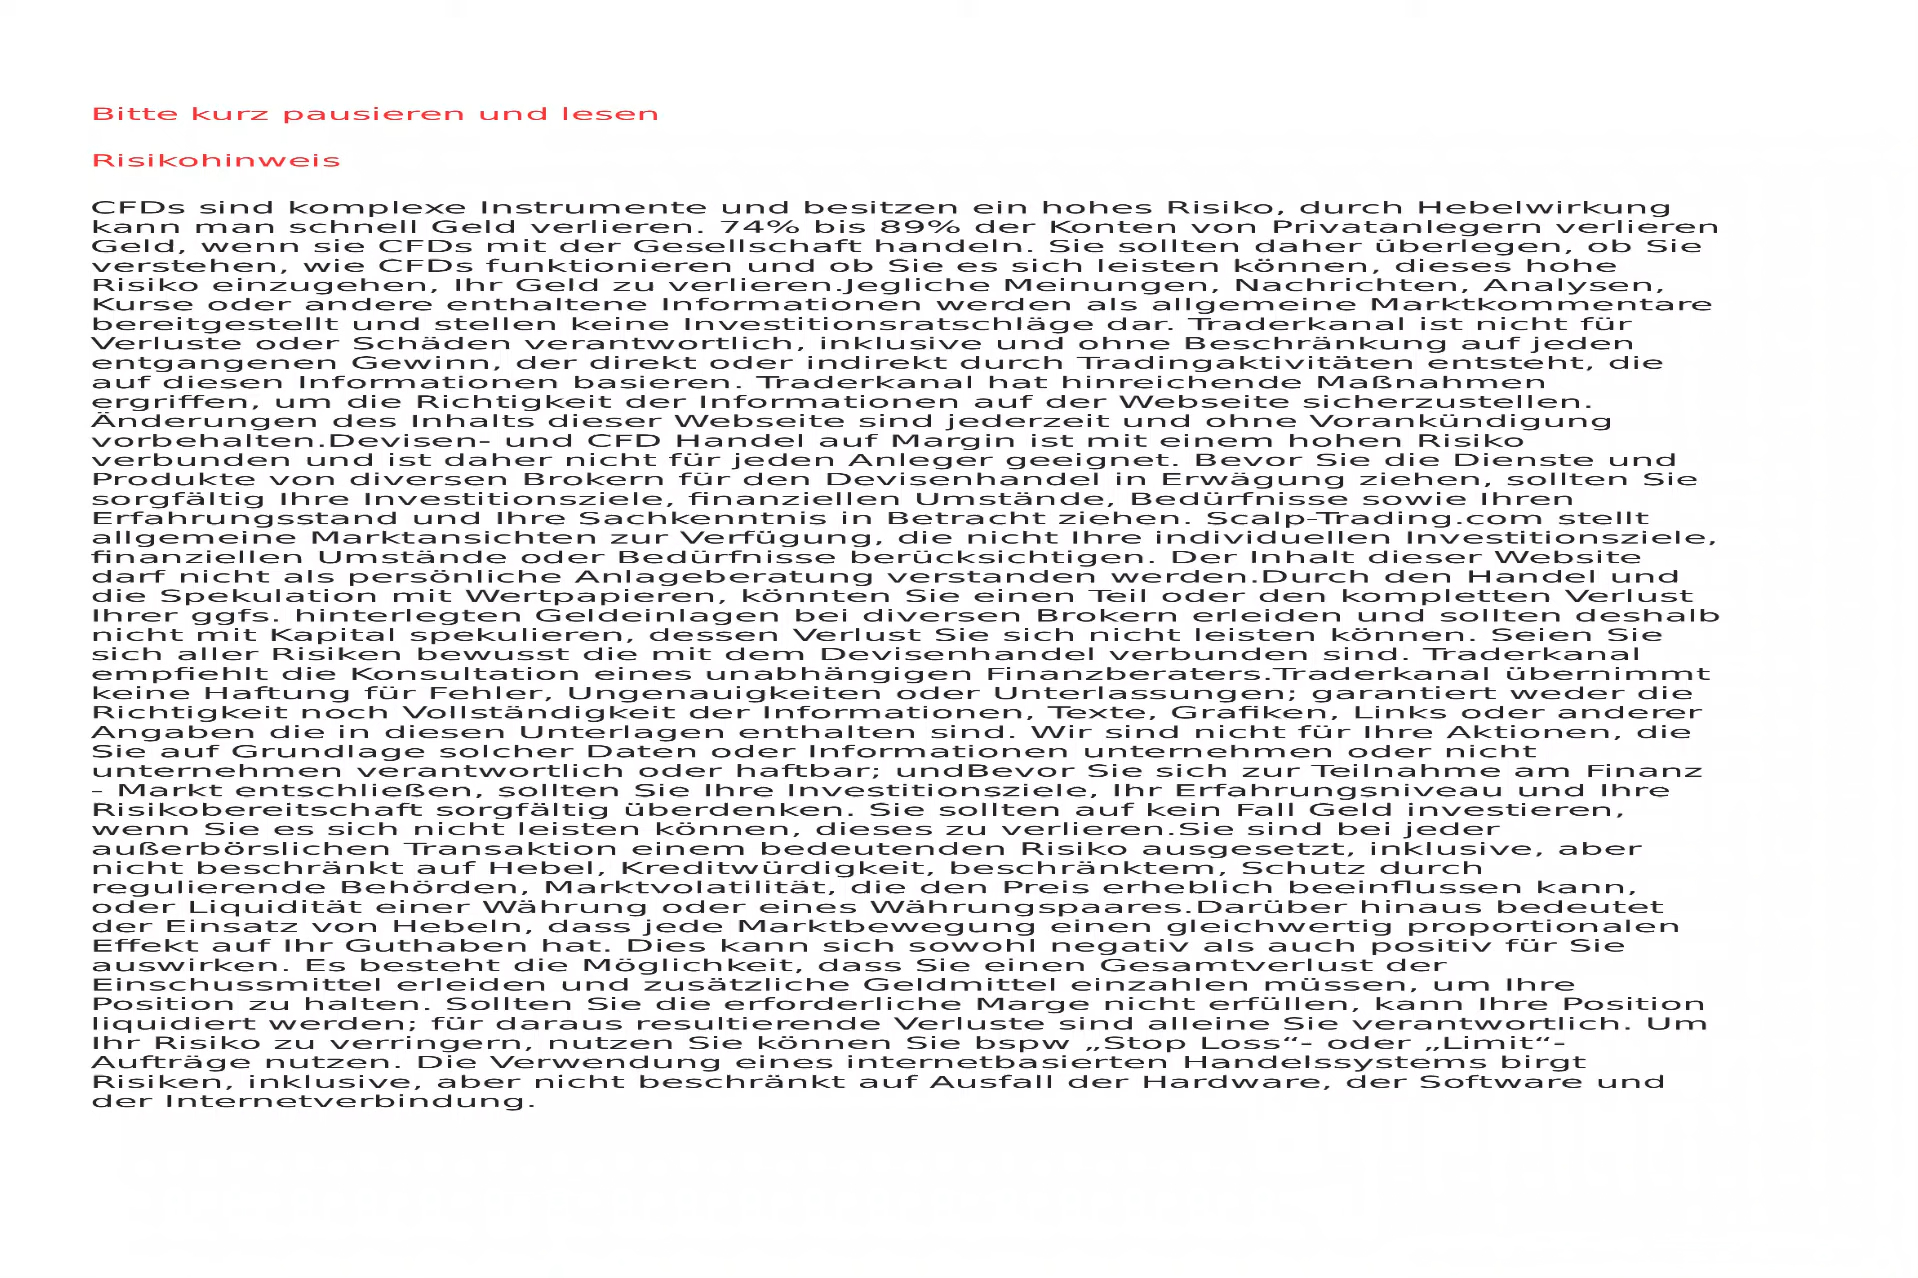 Bitte kurz pausieren und lesen
Risikohinweis
CFDs sind komplexe Instrumente und besitzen ein hohes Risiko, durch Hebelwirkung
kann man schnell Geld verlieren. 74% bis 89% der Konten von Privatanlegern verlieren
Geld, wenn sie CFDs mit der Gesellschaft handeln. Sie sollten daher überlegen, ob Sie
verstehen, wie CFDs funktionieren und ob Sie es sich leisten können, dieses hohe
Risiko einzugehen, Ihr Geld zu verlieren.Jegliche Meinungen, Nachrichten, Analysen,
Kurse oder andere enthaltene Informationen werden als allgemeine Marktkommentare
bereitgestellt und stellen keine Investitionsratschläge dar. Traderkanal ist nicht für
Verluste oder Schäden verantwortlich, inklusive und ohne Beschränkung auf jeden
entgangenen Gewinn, der direkt oder indirekt durch Tradingaktivitäten entsteht, die
auf diesen Informationen basieren. Traderkanal hat hinreichende Maßnahmen
ergriffen, um die Richtigkeit der Informationen auf der Webseite sicherzustellen.
Änderungen des Inhalts dieser Webseite sind jederzeit und ohne Vorankündigung
vorbehalten.Devisen- und CFD Handel auf Margin ist mit einem hohen Risiko
verbunden und ist daher nicht für jeden Anleger geeignet. Bevor Sie die Dienste und
Produkte von diversen Brokern für den Devisenhandel in Erwägung ziehen, sollten Sie
sorgfältig Ihre Investitionsziele, finanziellen Umstände, Bedürfnisse sowie Ihren
Erfahrungsstand und Ihre Sachkenntnis in Betracht ziehen. Scalp-Trading.com stellt
allgemeine Marktansichten zur Verfügung, die nicht Ihre individuellen Investitionsziele,
finanziellen Umstände oder Bedürfnisse berücksichtigen. Der Inhalt dieser Website
darf nicht als persönliche Anlageberatung verstanden werden.Durch den Handel und
die Spekulation mit Wertpapieren, könnten Sie einen Teil oder den kompletten Verlust
Ihrer ggfs. hinterlegten Geldeinlagen bei diversen Brokern erleiden und sollten deshalb
nicht mit Kapital spekulieren, dessen Verlust Sie sich nicht leisten können. Seien Sie
sich aller Risiken bewusst die mit dem Devisenhandel verbunden sind. Traderkanal
empfiehlt die Konsultation eines unabhängigen Finanzberaters.Traderkanal übernimmt
keine Haftung für Fehler, Ungenauigkeiten oder Unterlassungen; garantiert weder die
Richtigkeit noch Vollständigkeit der Informationen, Texte, Grafiken, Links oder anderer
Angaben die in diesen Unterlagen enthalten sind. Wir sind nicht für Ihre Aktionen, die
Sie auf Grundlage solcher Daten oder Informationen unternehmen oder nicht
unternehmen verantwortlich oder haftbar; undBevor Sie sich zur Teilnahme am Finanz
- Markt entschließen, sollten Sie Ihre Investitionsziele, Ihr Erfahrungsniveau und Ihre
Risikobereitschaft sorgfältig überdenken. Sie sollten auf kein Fall Geld investieren,
wenn Sie es sich nicht leisten können, dieses zu verlieren.Sie sind bei jeder
außerbörslichen Transaktion einem bedeutenden Risiko ausgesetzt, inklusive, aber
nicht beschränkt auf Hebel, Kreditwürdigkeit, beschränktem, Schutz durch
regulierende Behörden, Marktvolatilität, die den Preis erheblich beeinflussen kann,
oder Liquidität einer Währung oder eines Währungspaares.Darüber hinaus bedeutet
der Einsatz von Hebeln, dass jede Marktbewegung einen gleichwertig proportionalen
Effekt auf Ihr Guthaben hat. Dies kann sich sowohl negativ als auch positiv für Sie
auswirken. Es besteht die Möglichkeit, dass Sie einen Gesamtverlust der
Einschussmittel erleiden und zusätzliche Geldmittel einzahlen müssen, um Ihre
Position zu halten. Sollten Sie die erforderliche Marge nicht erfüllen, kann Ihre Position
liquidiert werden; für daraus resultierende Verluste sind alleine Sie verantwortlich. Um
Ihr Risiko zu verringern, nutzen Sie können Sie bspw „Stop Loss“- oder „Limit“-
Aufträge nutzen. Die Verwendung eines internetbasierten Handelssystems birgt
Risiken, inklusive, aber nicht beschränkt auf Ausfall der Hardware, der Software und
der Internetverbindung.